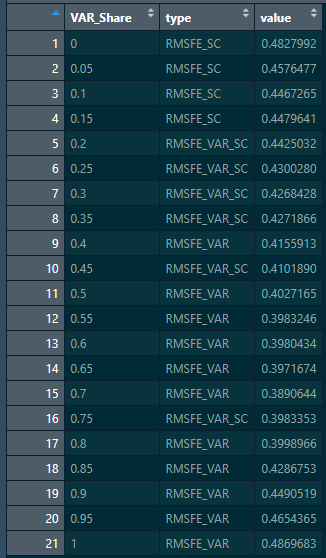 VAR_Share type value
1 0 RMSFE_SC 0.4827992
2 0.05 RMSFE_SC 0.4576477
3 0.1 RMSFE_SC 0.4467265
4 0.15 RMSFE_SC 0.4479641
5 0.2 RMSFE_VAR_SC 0.4425032
6 0.25 RMSFE_VAR_SC 0.4300280
7 0.3 RMSFE_VAR_SC 0.4268428
8 0.35 RMSFE_VAR_SC 0.4271866
9 0.4 RMSFE_VAR 0.4155913
10 0.45 RMSFE_VAR_SC 0.4101890
11 0.5 RMSFE_VAR 0.4027165
12 0.55 RMSFE_VAR 0.3983246
13 0.6 RMSFE_VAR 0.3980434
14 0.65 RMSFE_VAR 0.3971674
15 0.7 RMSFE_VAR 0.3890644
16 0.75 RMSFE_VAR_SC 0.3983353
17 0.8 RMSFE_VAR 0.3998966
18 0.85 RMSFE_VAR 0.4286753
19 0.9 RMSFE_VAR 0.4490519
20 0.95 RMSFE_VAR 0.4654365
21 1 RMSFE_VAR 0.4869683